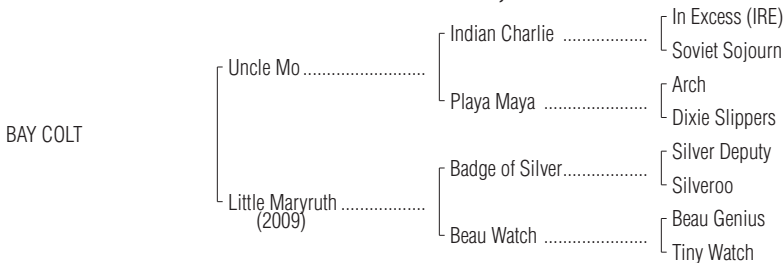 In Excess (IRE)
Indian Charlie ..................
Soviet Sojourn
Uncle Mo ..........................
Arch
Playa Maya ......................
Dixie Slippers
BAY COLT
Silver Deputy
Badge of Silver..................
Silveroo
Little Maryruth ..................
(2009)
Beau Genius
Beau Watch ......................
Tiny Watch